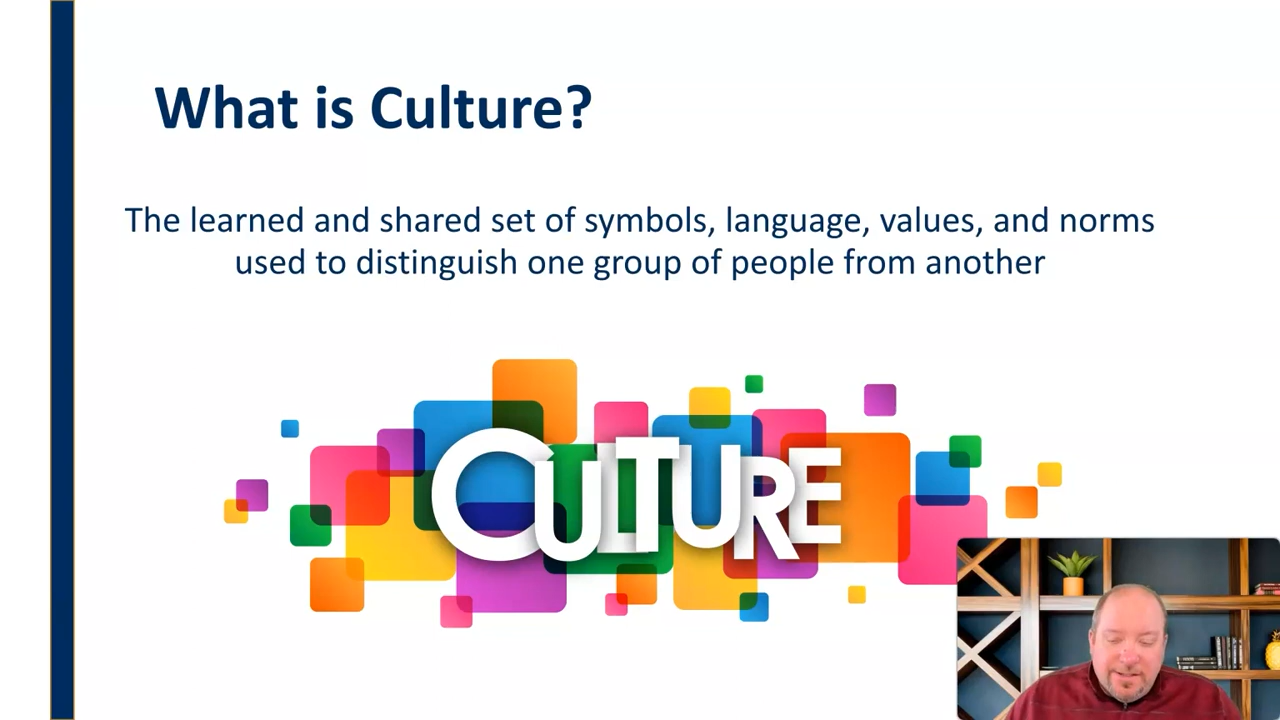 What is Culture?
The learned and shared set of symbols, language, values, and norms
used to distinguish one group of people from another
CULTURE